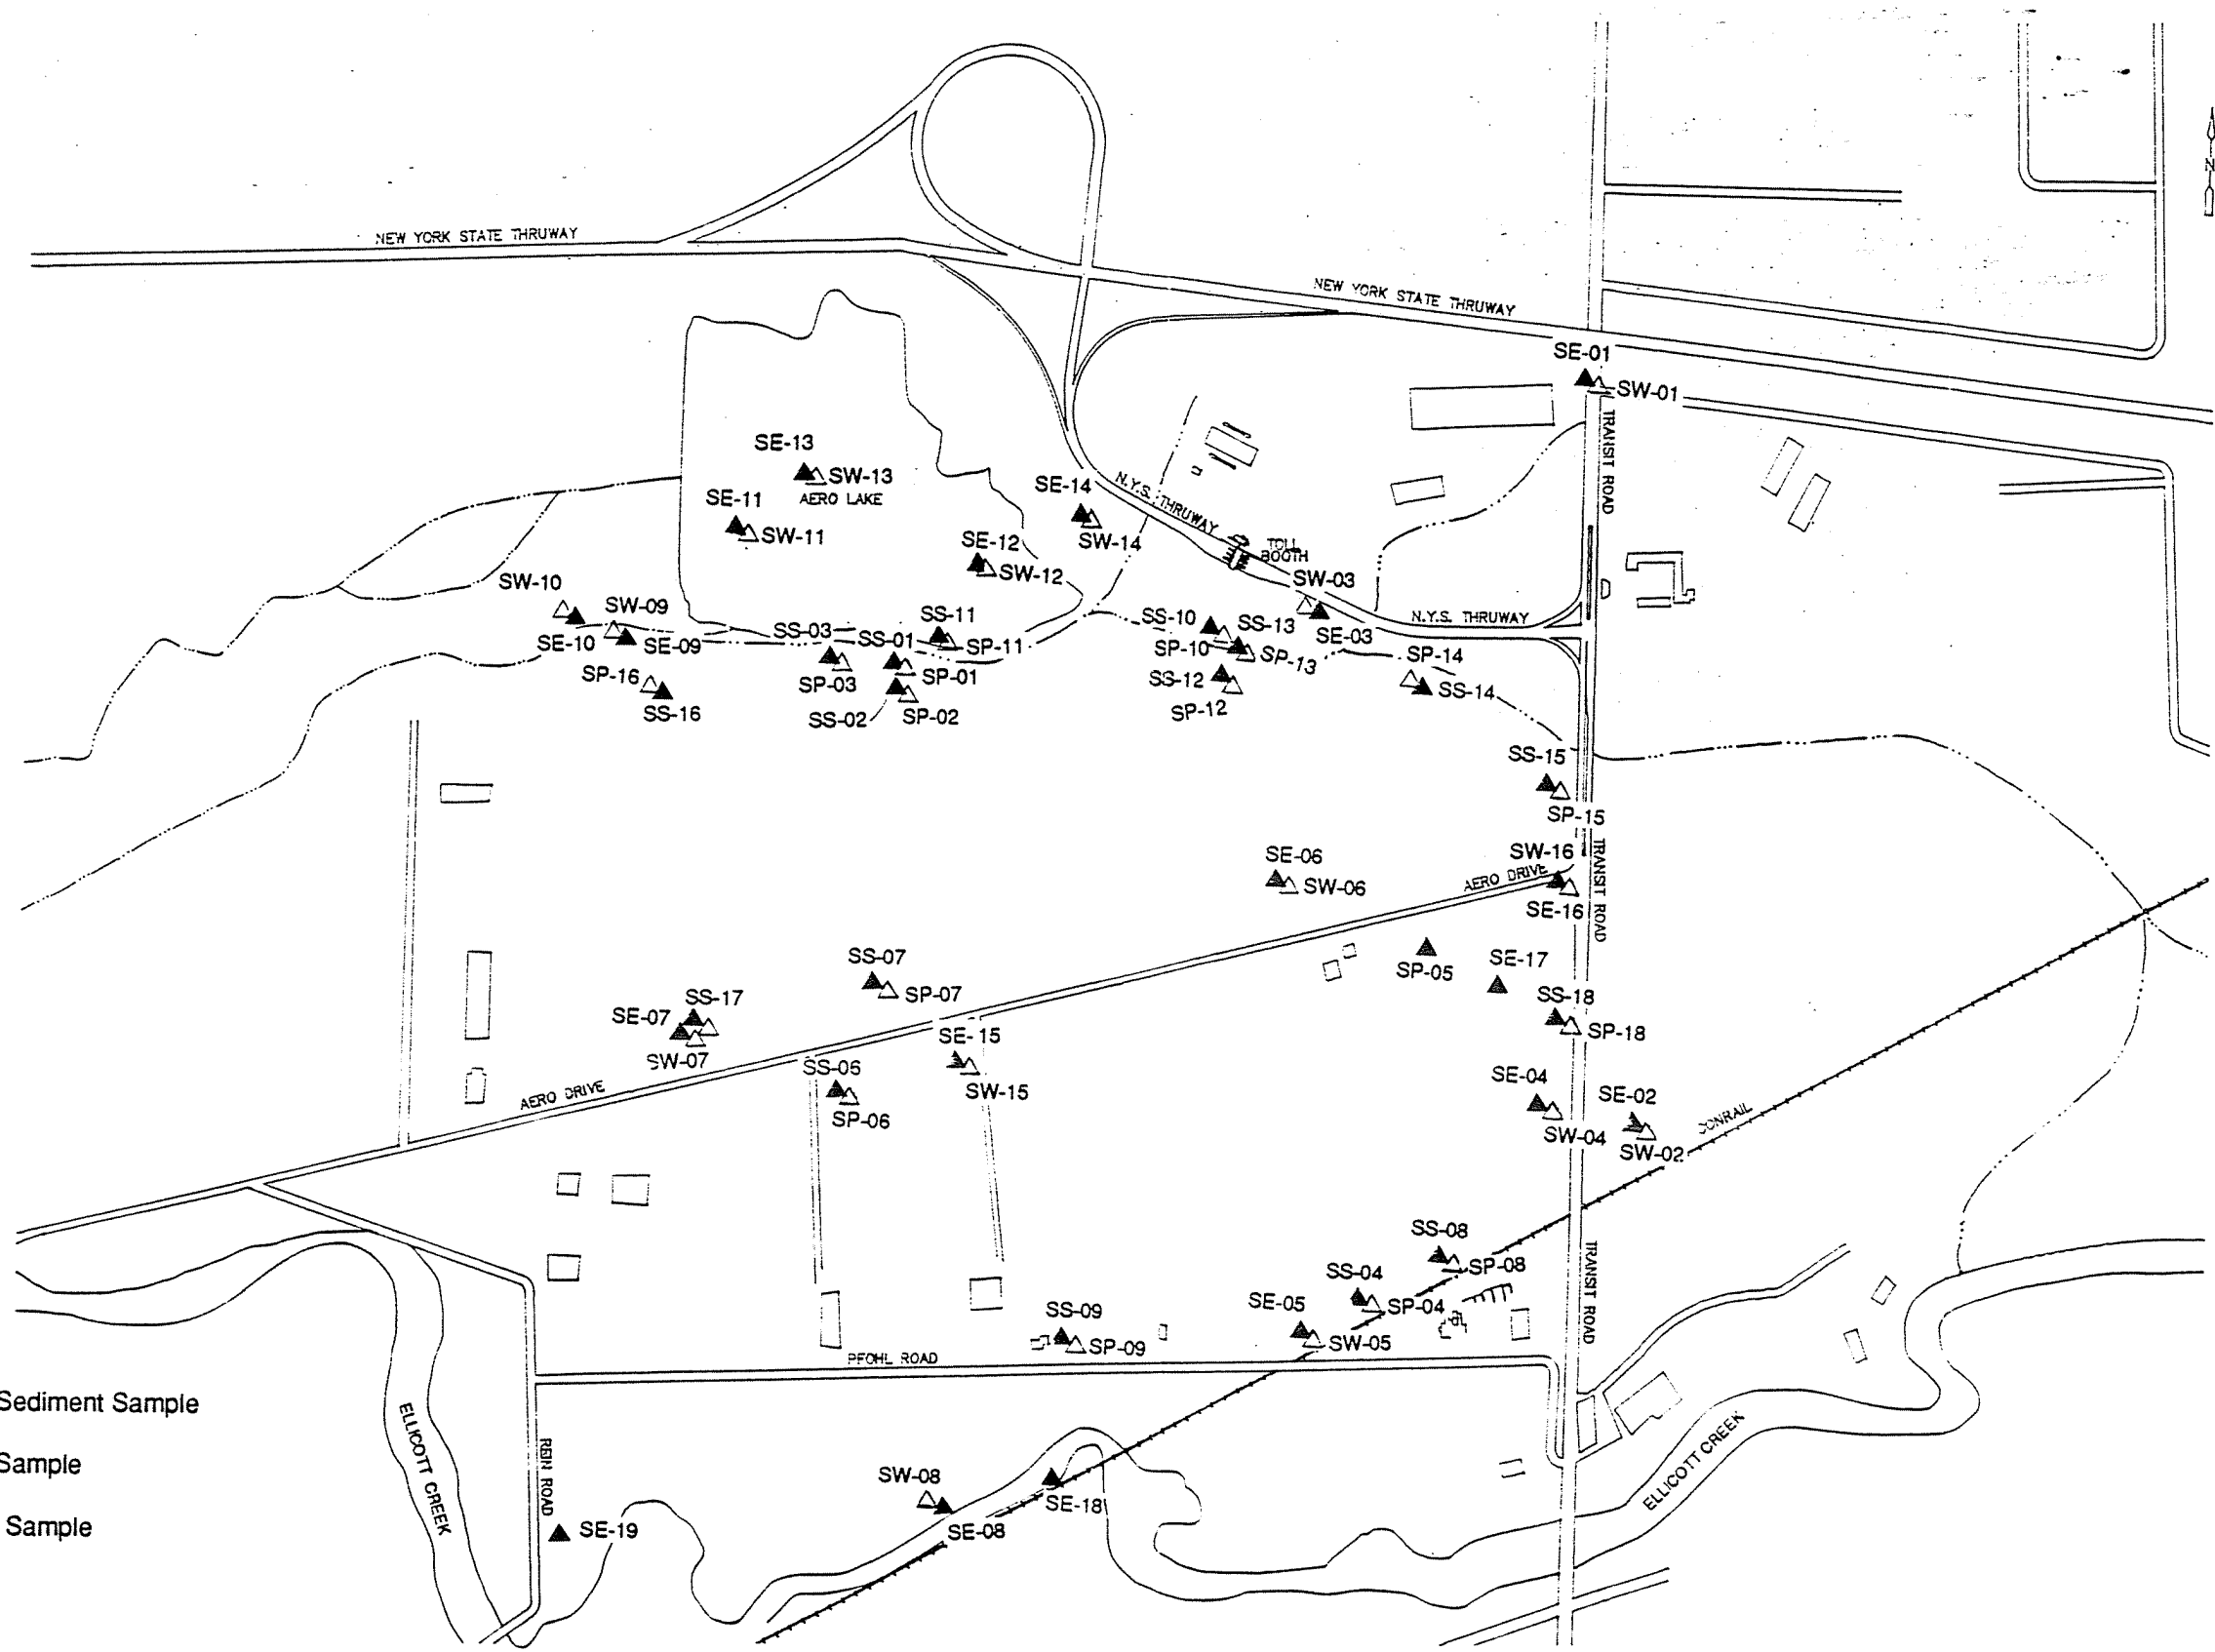 N
NEW YORK STATE THRUWAY
NEW YORK STATE THRUWAY
SE-01
SW-01
TRANSIT ROAD
SE-13
SW-13
AERO LAKE
SE-11
SW-11
SE-14
SW-14
N.Y.S. THRUWAY
TOLL
BOOTH
SE-12
SW-12
SW-03
SE-03
N.Y.S. THRUWAY
SW-10
SE-10
SW-09
SE-09
SP-16
SS-16
SS-03
SP-03
SS-01
SP-01
SS-11
SP-11
SS-02
SP-02
SS-10
SP-10
SS-13
SP-13
SS-12
SP-12
SP-14
SS-14
SS-15
SP-15
SE-06
SW-06
AERO DRIVE
SW-16
SE-16
TRANSIT ROAD
SP-05
SE-17
SS-18
SP-18
SS-07
SP-07
SS-17
SE-07
SW-07
SE-15
SW-15
SS-06
SP-06
AERO DRIVE
SE-04
SW-04
SE-02
SW-02
CONRAIL
SS-08
SP-08
SS-04
SP-04
SE-05
SW-05
SS-09
SP-09
TRANSIT ROAD
PFOHL ROAD
Sediment Sample
Sample
Sample
ELLICOTT CREEK
REIN ROAD
SE-19
SW-08
SE-08
SE-18
ELLICOTT CREEK